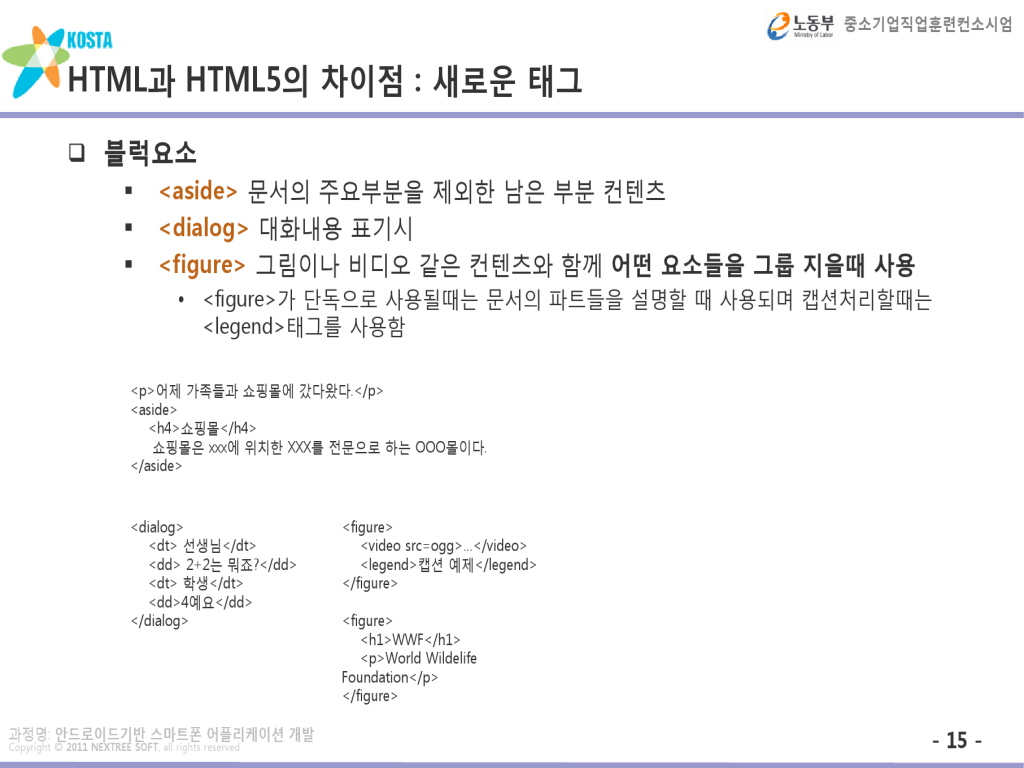 노동부
Ministry of Labor
중소기업직업훈련컨소시엄
KOSTA
HTML과 HTML5의 차이점 : 새로운 태그
❑ 블럭요소
▪ <aside> 문서의 주요부분을 제외한 남은 부분 컨텐츠
▪ <dialog> 대화내용 표기시
▪ <figure> 그림이나 비디오 같은 컨텐츠와 함께 어떤 요소들을 그룹 지을때 사용
• <figure>가 단독으로 사용될때는 문서의 파트들을 설명할 때 사용되며 캡션처리할때는
<legend>태그를 사용함
<p>어제 가족들과 쇼핑몰에 갔다왔다.</p>
<aside>
<h4>쇼핑몰</h4>
쇼핑몰은 xxx에 위치한 XXX를 전문으로 하는 OOO몰이다.
</aside>
<dialog>
<dt> 선생님</dt>
<dd> 2+2는 뭐죠?</dd>
<dt> 학생</dt>
<dd>4예요</dd>
</dialog>
<figure>
<video src=ogg>...</video>
<legend>캡션 예제</legend>
</figure>
<figure>
<h1>WWF</h1>
<p>World Wildelife
Foundation</p>
</figure>
과정명: 안드로이드기반 스마트폰 어플리케이션 개발
Copyright © 2011 NEXTREE SOFT, all rights reserved
- 15 -